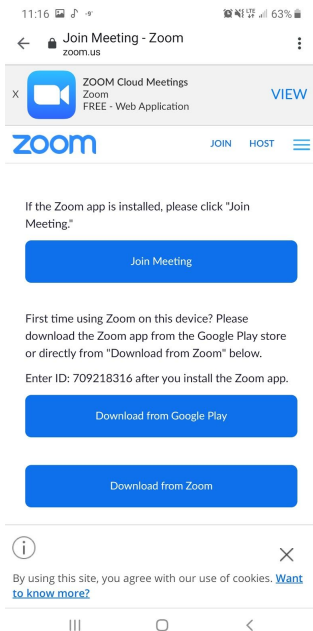 11:16 -9° LTE 63%
Join Meeting - Zoom
zoom.us
X
ZOOM Cloud Meetings
Zoom
FREE - Web Application
VIEW
zoom JOIN HOST
If the Zoom app is installed, please click "Join
Meeting."
Join Meeting
First time using Zoom on this device? Please
download the Zoom app from the Google Play store
or directly from "Download from Zoom" below.
Enter ID: 709218316 after you install the Zoom app.
Download from Google Play
Download from Zoom
By using this site, you agree with our use of cookies. Want
to know more?